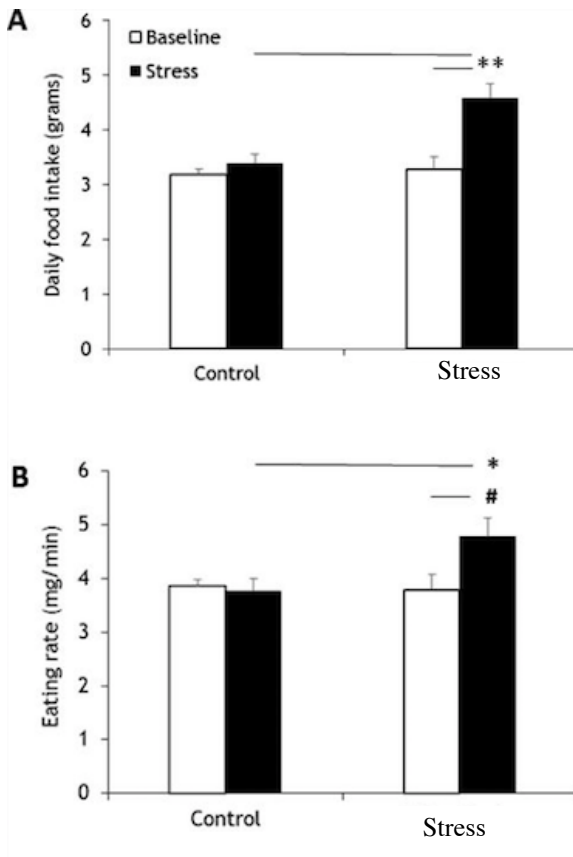 A
6
Baseline
Stress
5
**
4
3
2
1
0
Daily food intake (grams)
Control
Stress
B
6
*
#
5
4
3
2
1
0
Eating rate (mg/min)
Control
Stress